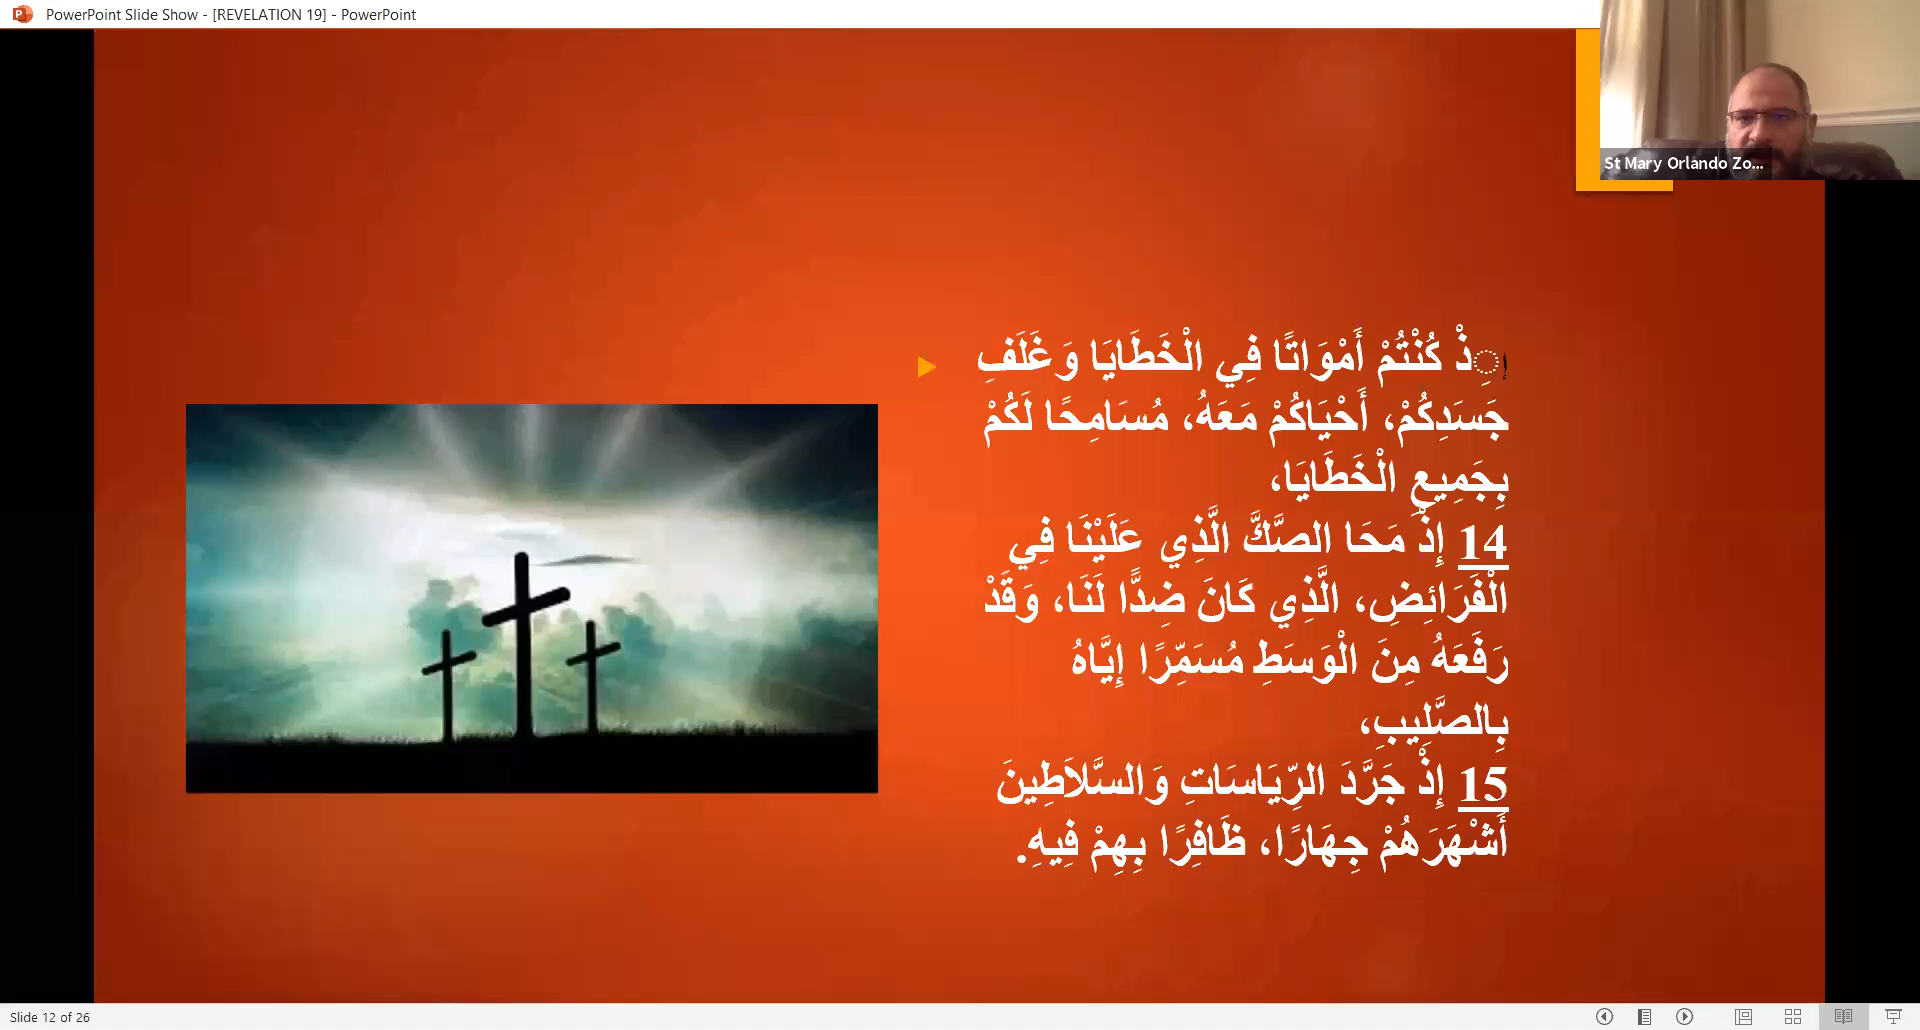 PowerPoint Slide Show - [REVELATION 19] - PowerPoint
St Mary Orlando Zo...
إِذْ كُنْتُمْ أَمْوَاتًا فِي الْخَطَايَا وَغَلَفِ
جَسَدِكُمْ، أَحْيَاكُمْ مَعَهُ، مُسَامِحًا لَكُمْ
بِجَمِيعِ الْخَطَايَا،
14 إِذْ مَحَا الصَّكَّ الَّذِي عَلَيْنَا فِي
الْفَرَائِضِ، الَّذِي كَانَ ضِدًّا لَنَا، وَقَدْ
رَفَعَهُ مِنَ الْوَسَطِ مُسَمِّرًا إِيَّاهُ
بِالصَّلِيبِ،
15 إِذْ جَرَّدَ الرِّيَاسَاتِ وَالسَّلاَطِينَ
أَشْهَرَهُمْ جِهَارًا، ظَافِرًا بِهِمْ فِيهِ.
Slide 12 of 26